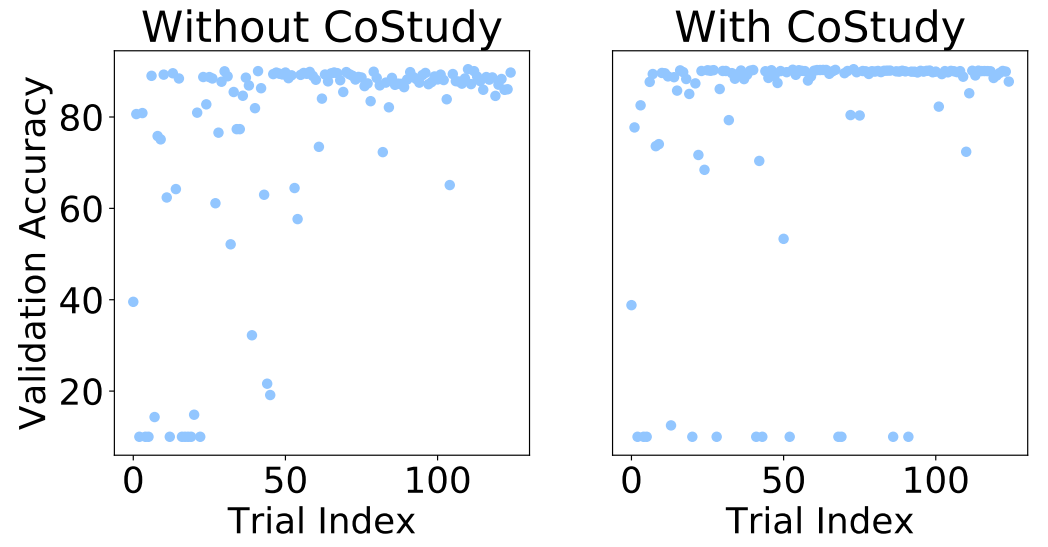 Without CoStudy
Validation Accuracy
80
60
40
20
0 50 100
Trial Index
With CoStudy
0 50 100
Trial Index